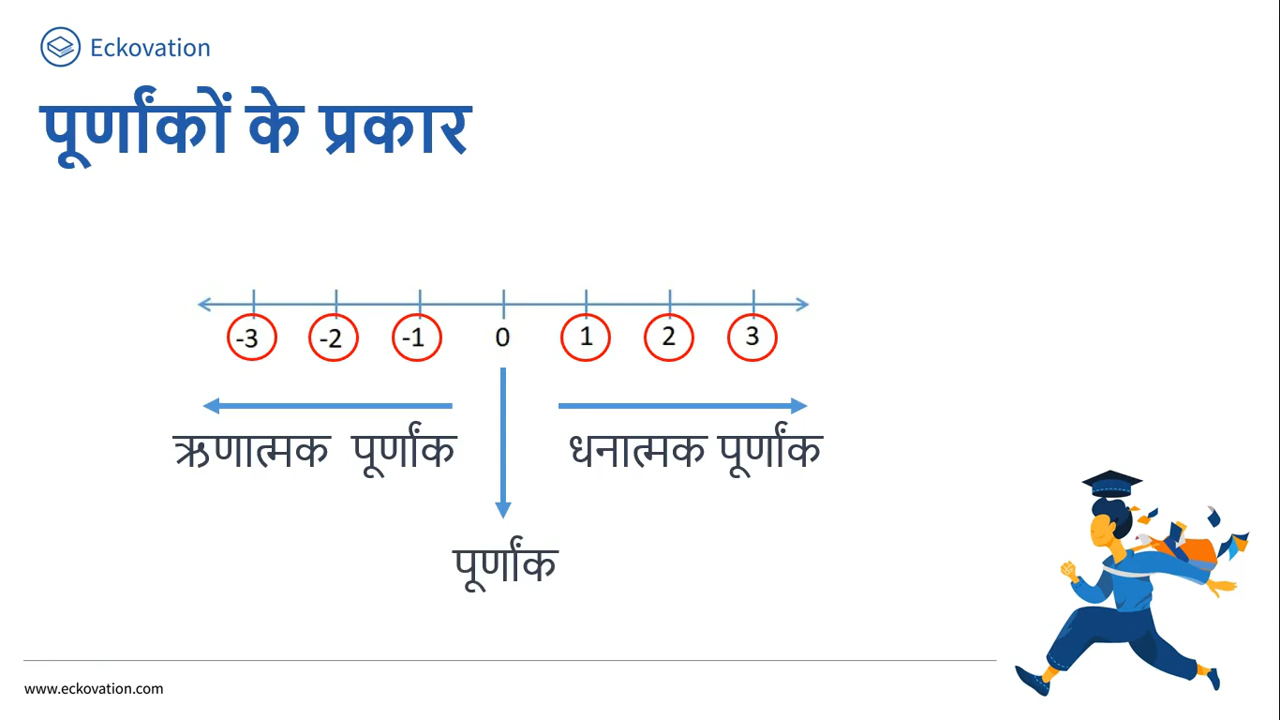 Eckovation
पूर्णांकों के प्रकार
-3 -2 -1 0 1 2 3
ऋणात्मक पूर्णांक धनात्मक पूर्णांक
पूर्णांक
www.eckovation.com